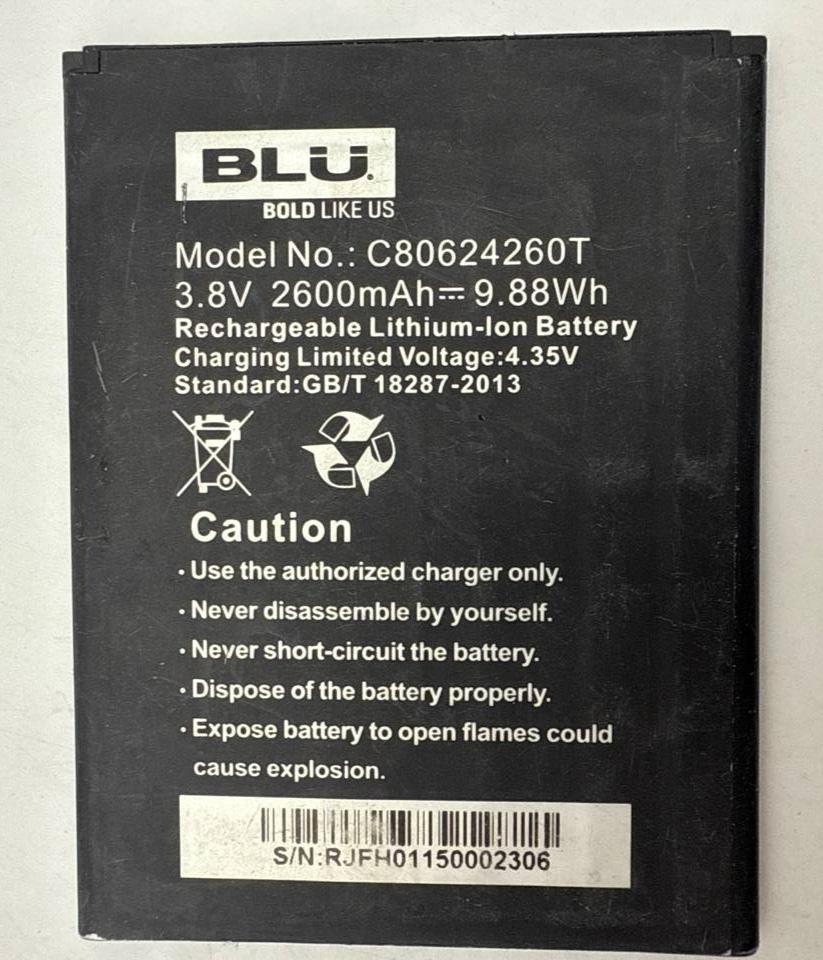 BLU.
BOLD LIKE US
Model No.: C80624260T
3.8V 2600mAh⎓9.88Wh
Rechargeable Lithium-Ion Battery
Charging Limited Voltage:4.35V
Standard:GB/T 18287-2013
Caution
· Use the authorized charger only.
· Never disassemble by yourself.
· Never short-circuit the battery.
· Dispose of the battery properly.
· Expose battery to open flames could
cause explosion.
S/N:RJFH01150002306